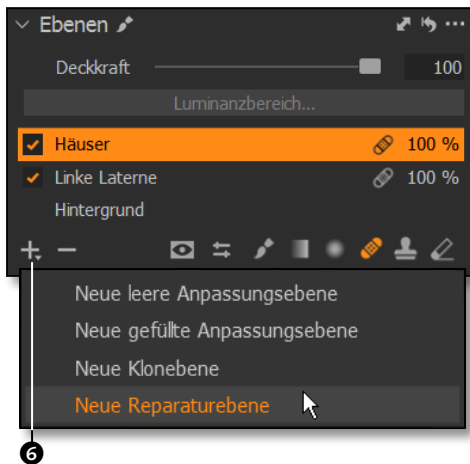 Ebenen
Deckkraft 100
Luminanzbereich...
Häuser 100 %
Linke Laterne 100 %
Hintergrund
Neue leere Anpassungsebene
Neue gefüllte Anpassungsebene
Neue Klonebene
Neue Reparaturebene
❻